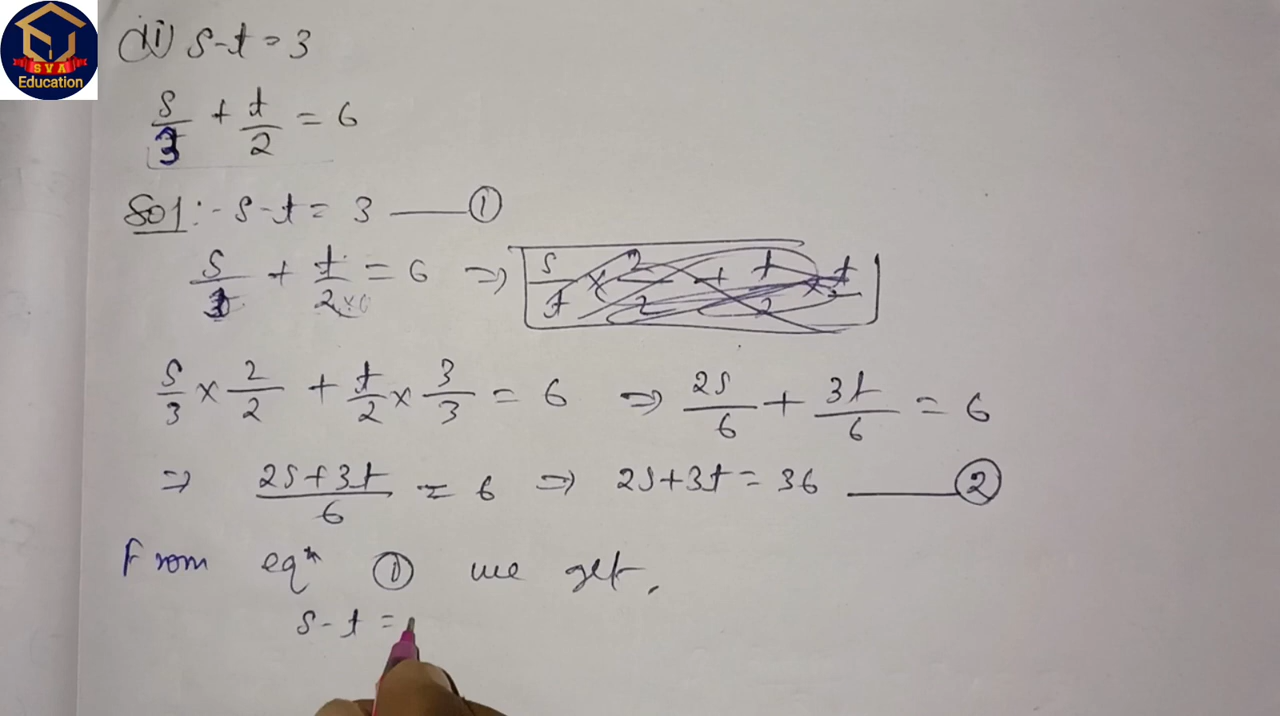 SVA
Education
(ii) s-t=3
s/3 + t/2 = 6
Sol:- s-t = 3 —— ①
s/3 + t/2 = 6 ⇒
s/3 × 2/2 + t/2 × 3/3 = 6 ⇒ 2s/6 + 3t/6 = 6
⇒ 2s+3t/6 = 6 ⇒ 2s+3t = 36 —— ②
From eqn ① we get,
s-t =